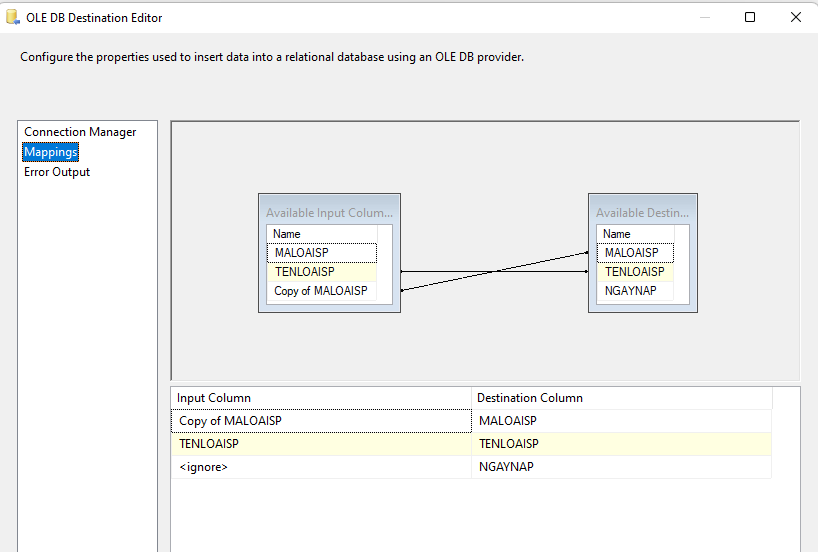 OLE DB Destination Editor
Configure the properties used to insert data into a relational database using an OLE DB provider.
Connection Manager
Mappings
Error Output
Available Input Colum...
Name
MALOAISP
TENLOAISP
Copy of MALOAISP
Available Destin...
Name
MALOAISP
TENLOAISP
NGAYNAP
Input Column Destination Column
Copy of MALOAISP MALOAISP
TENLOAISP TENLOAISP
<ignore> NGAYNAP